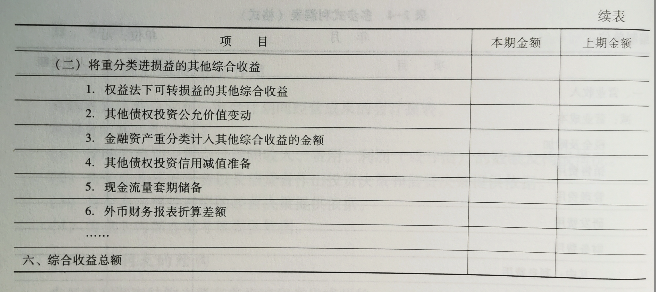 续表
项 目 本期金额 上期金额
(二)将重分类进损益的其他综合收益
1. 权益法下可转损益的其他综合收益
2. 其他债权投资公允价值变动
3. 金融资产重分类计入其他综合收益的金额
4. 其他债权投资信用减值准备
5. 现金流量套期储备
6. 外币财务报表折算差额
……
六、综合收益总额